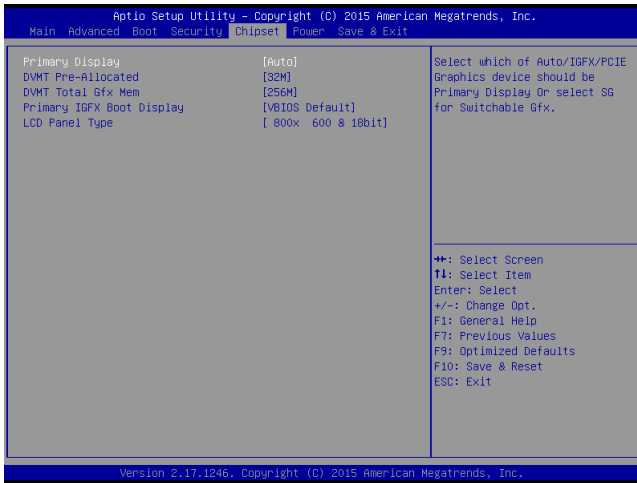 Aptio Setup Utility – Copyright (C) 2015 American Megatrends, Inc.
Main Advanced Boot Security Chipset Power Save & Exit
Primary Display [Auto]
DVMT Pre-Allocated [32M]
DVMT Total Gfx Mem [256M]
Primary IGFX Boot Display [VBIOS Default]
LCD Panel Type [ 800x 600 & 18bit]
Select which of Auto/IGFX/PCIE
Graphics device should be
Primary Display Or select SG
for Switchable Gfx.
→←: Select Screen
↑↓: Select Item
Enter: Select
+/-: Change Opt.
F1: General Help
F7: Previous Values
F9: Optimized Defaults
F10: Save & Reset
ESC: Exit
Version 2.17.1246. Copyright (C) 2015 American Megatrends, Inc.